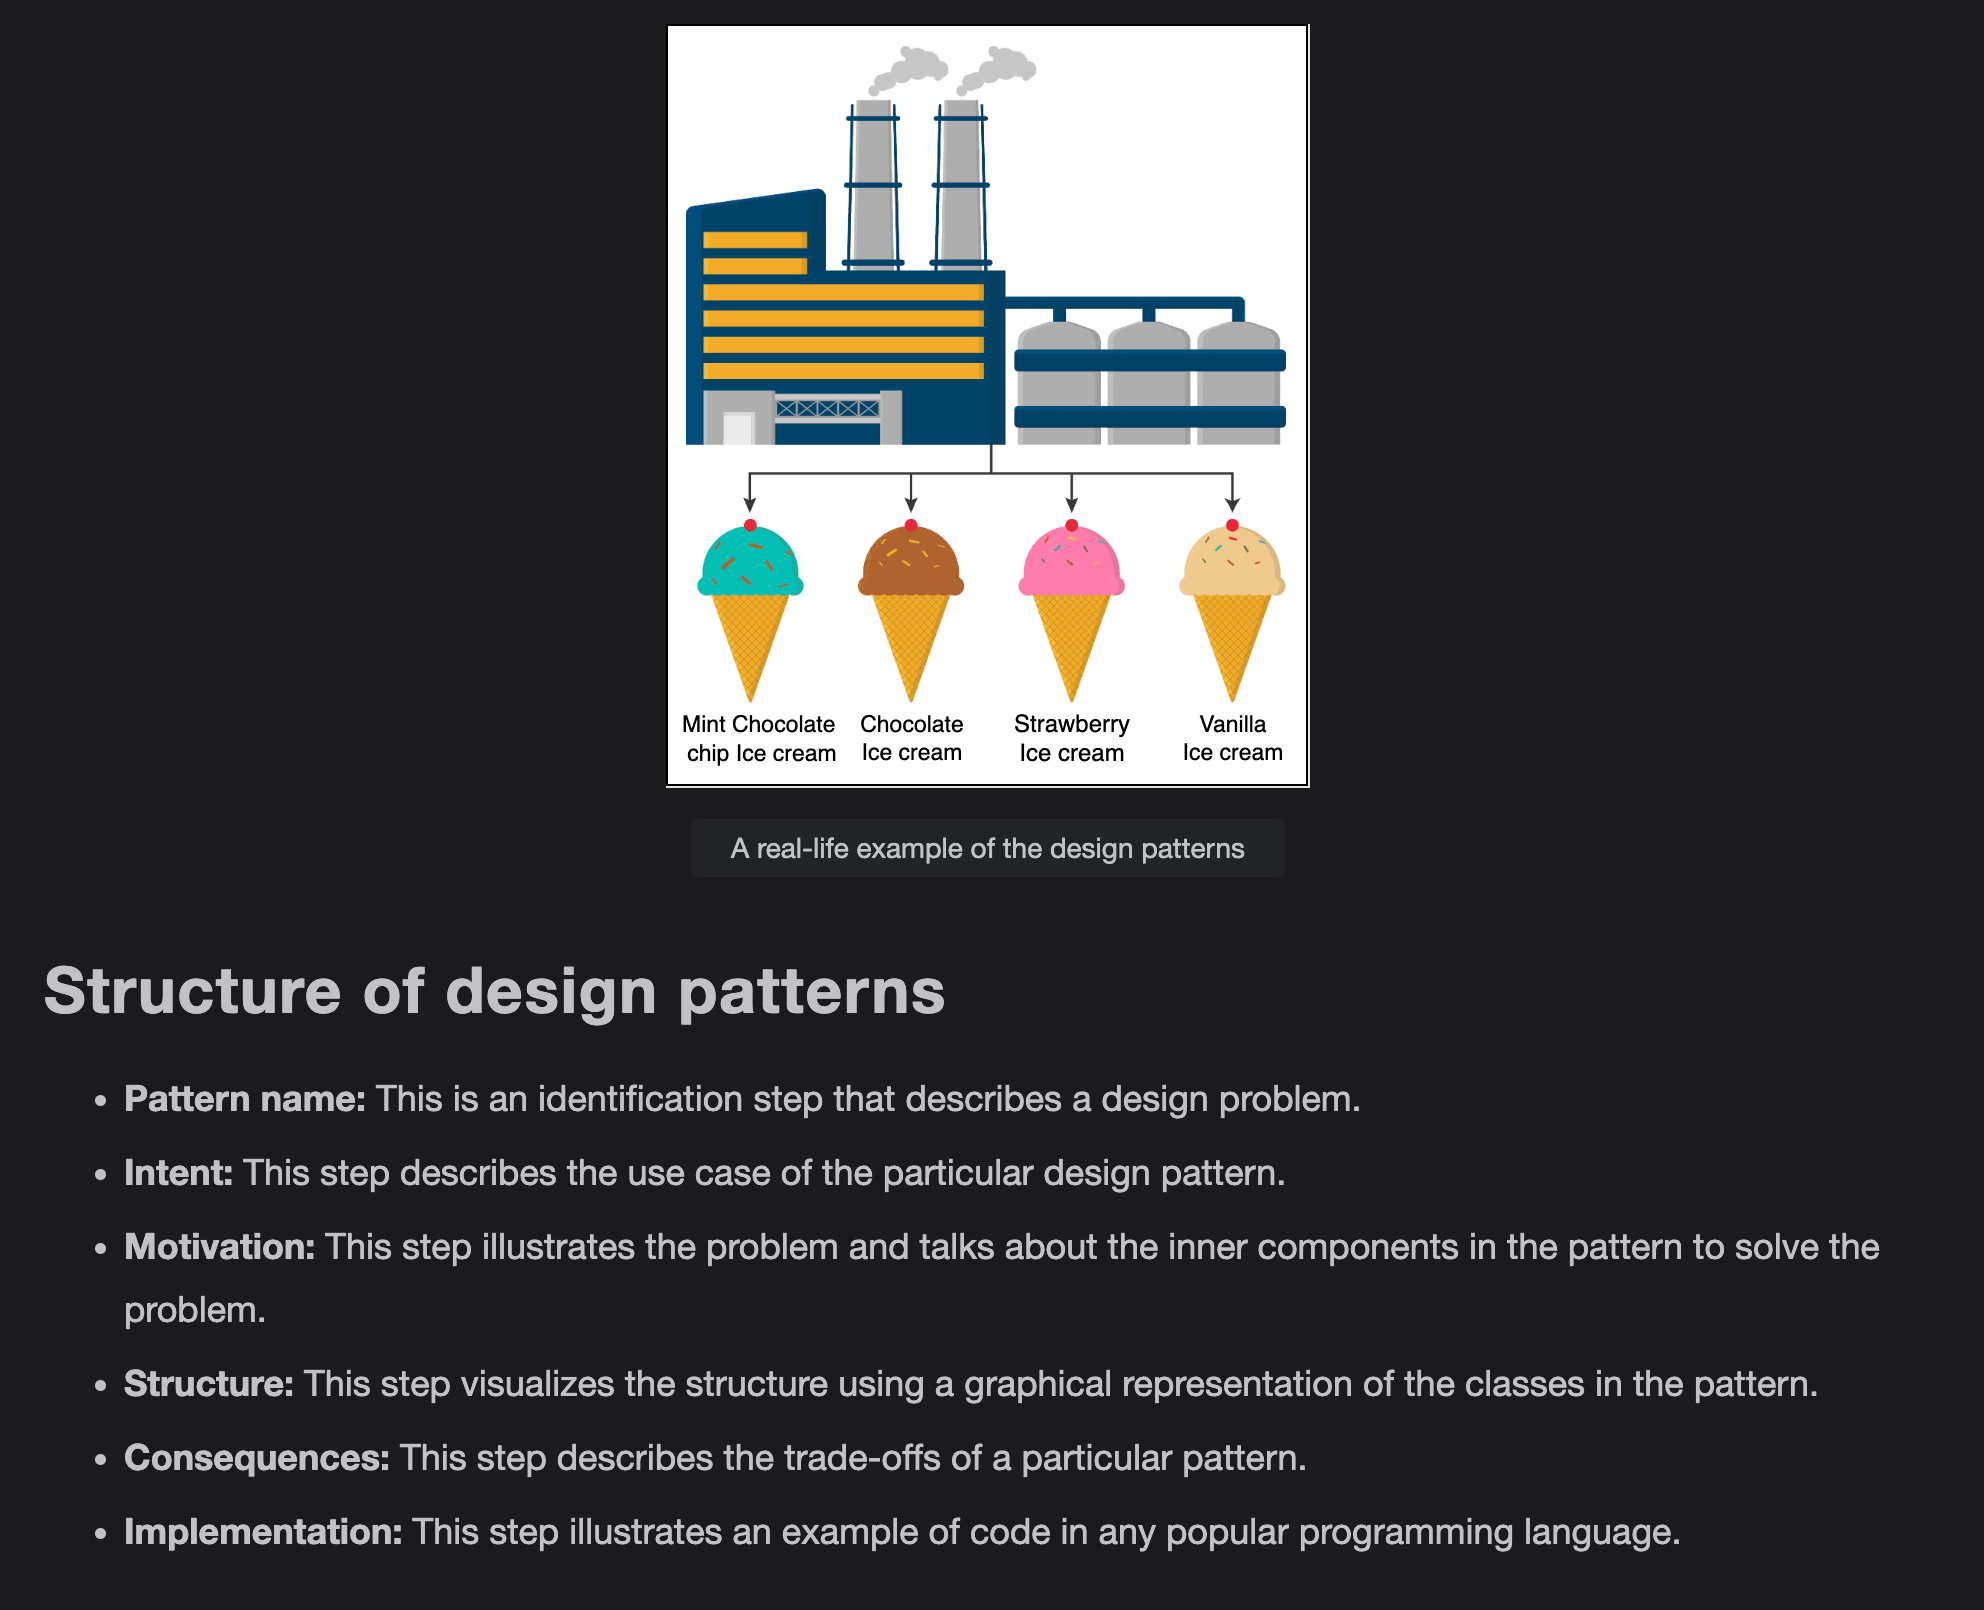 Mint Chocolate chip Ice cream
Chocolate Ice cream
Strawberry Ice cream
Vanilla Ice cream
A real-life example of the design patterns
Structure of design patterns
• Pattern name: This is an identification step that describes a design problem.
• Intent: This step describes the use case of the particular design pattern.
• Motivation: This step illustrates the problem and talks about the inner components in the pattern to solve the
problem.
• Structure: This step visualizes the structure using a graphical representation of the classes in the pattern.
• Consequences: This step describes the trade-offs of a particular pattern.
• Implementation: This step illustrates an example of code in any popular programming language.